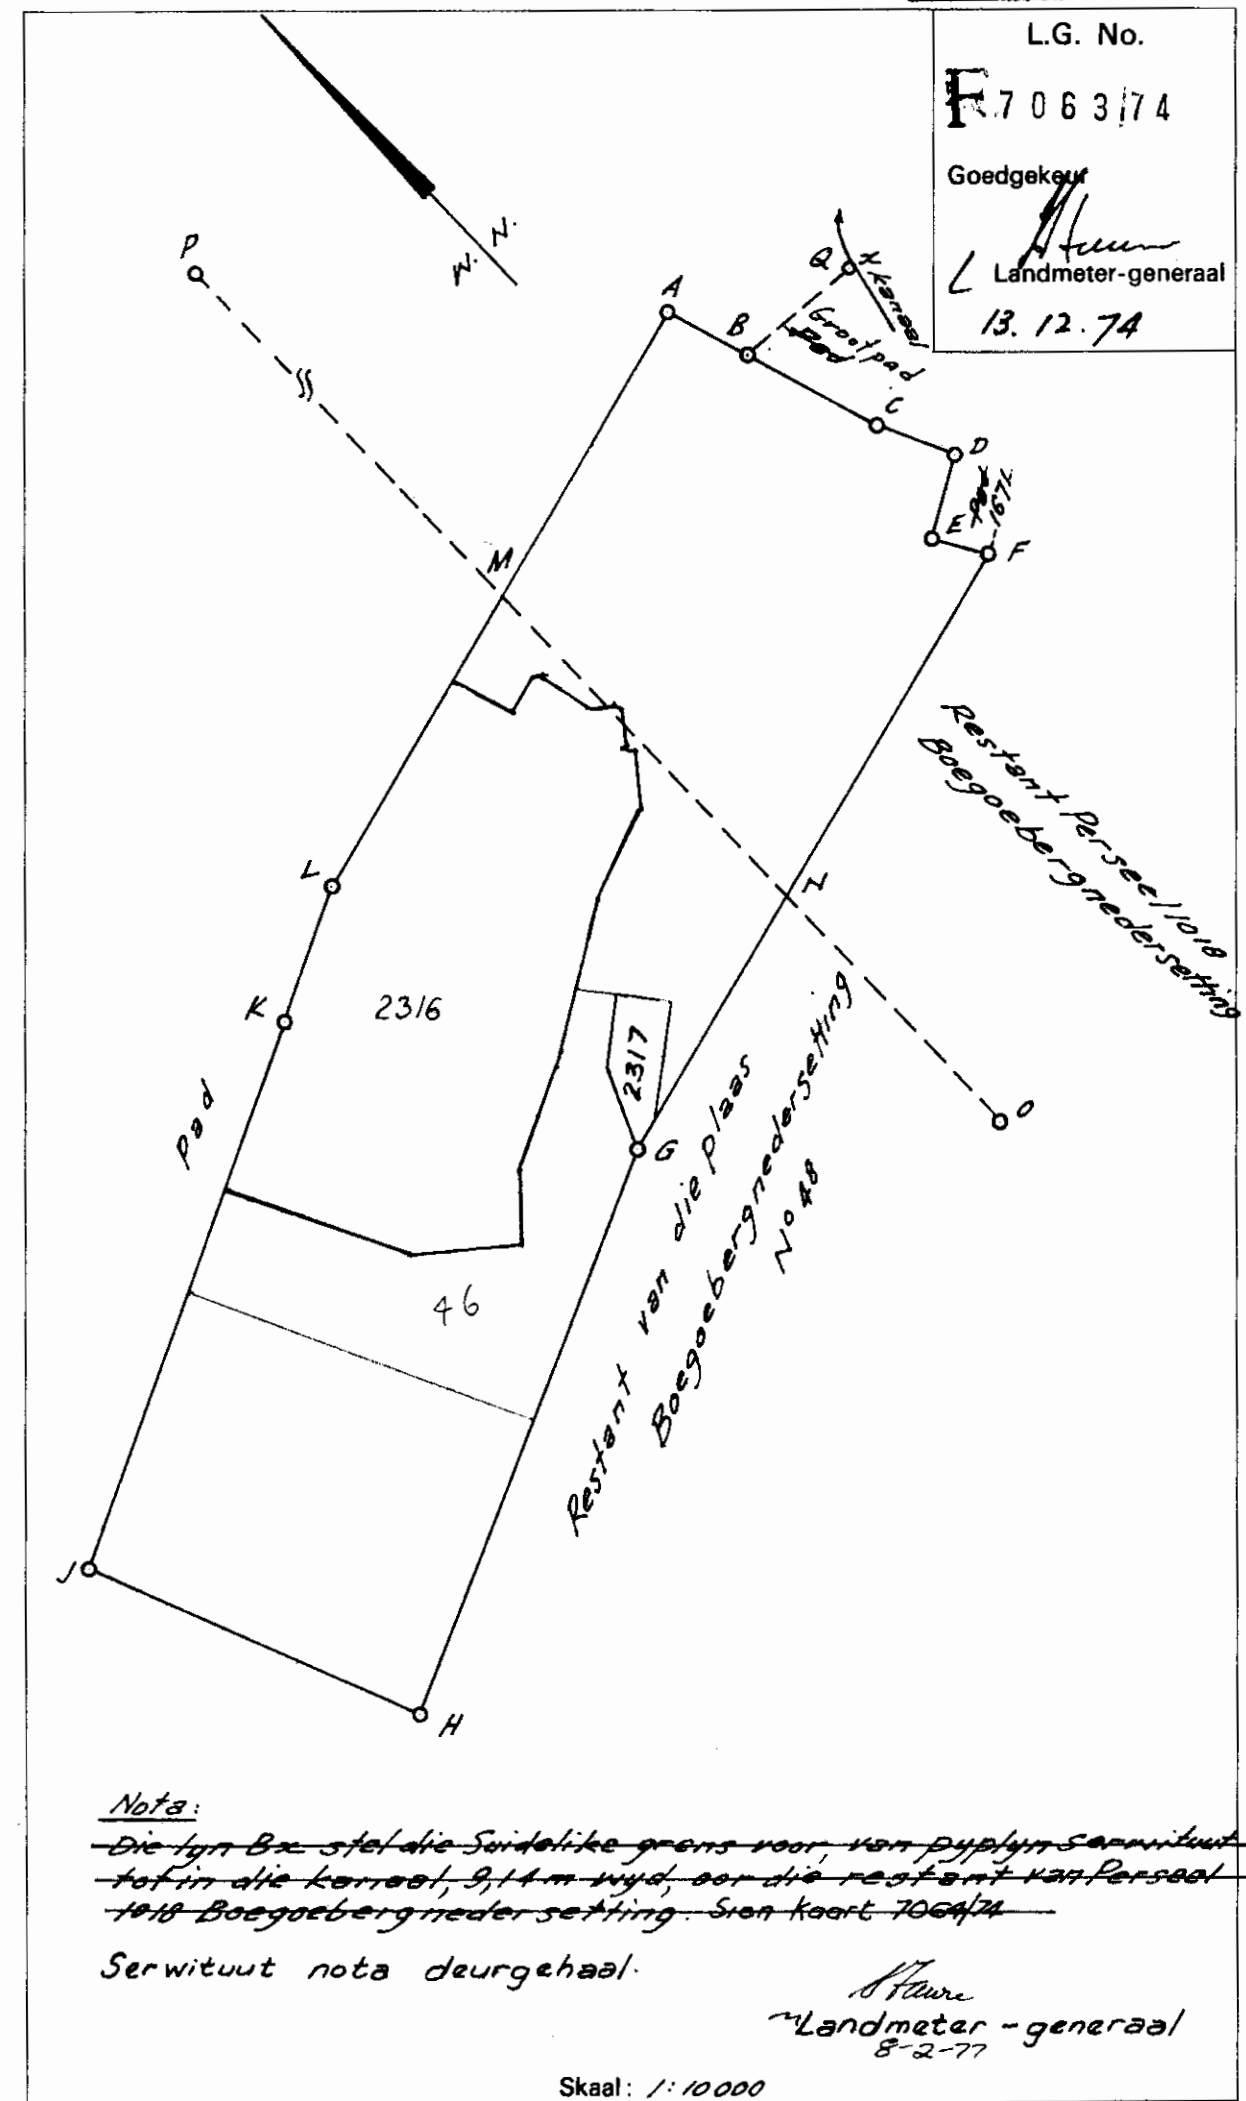 L.G. No.
F.7063/74
Goedgekeur
Landmeter-generaal
13.12.74
W. N.
P
A
B
Q
x
Kanaal
Grootpad
Pad
C
D
E
Pad
1671
F
M
Restant Perseel 1018
Boegoebergnedersetting
L
N
K
2316
2317
O
Pad
G
Restant van die Plaas
Boegoebergnedersetting
No 48
46
J
H
Nota:
Die lyn Bx stel die Suidelike grens voor, van pyplyn serwituut
tot in die kanaal, 9,14 m wyd, oor die restant van Perseel
1018 Boegoebergnedersetting. Sien Kaart 7064/74
Serwituut nota deurgehaal.
Landmeter-generaal
8-2-77
Skaal: 1:10000